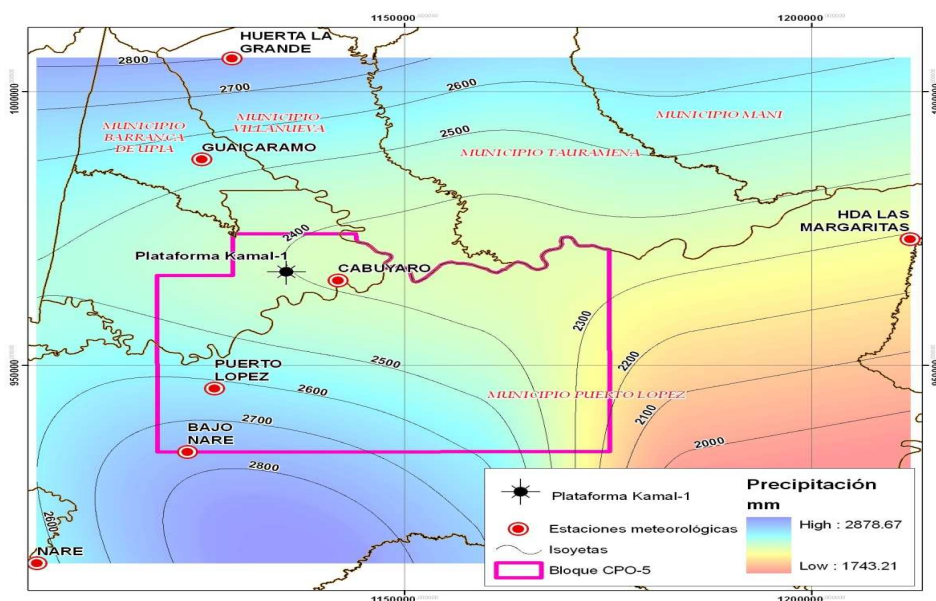 1150000
1200000
HUERTA LA
GRANDE
2800
2700
2600
1000000
1000000
MUNICIPIO
VILLANUEVA
MUNICIPIO
BARRANCA
DE UPIA
MUNICIPIO MANI
2500
GUAICARAMO
MUNICIPIO TAURAMENA
HDA LAS
MARGARITAS
2400
Plataforma Kamal-1
CABUYARO
2300
2200
2100
2000
950000
950000
2500
PUERTO
LOPEZ
2600
MUNICIPIO PUERTO LOPEZ
2700
BAJO
NARE
2800
2600
NARE
Plataforma Kamal-1
Estaciones meteorológicas
Isoyetas
Bloque CPO-5
Precipitación
mm
High : 2878.67
Low : 1743.21
1150000
1200000